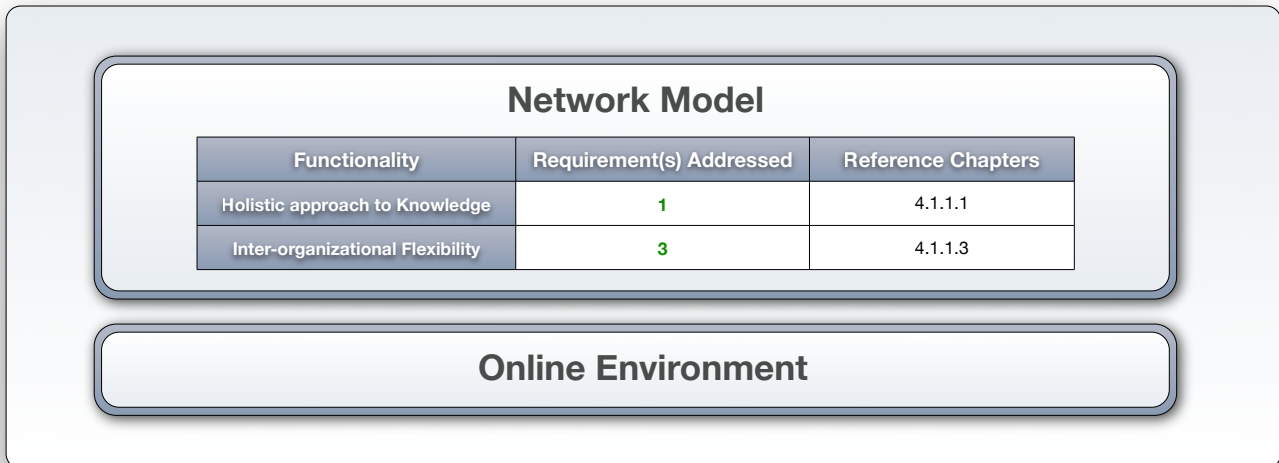 Network Model
Functionality Requirement(s) Addressed Reference Chapters
Holistic approach to Knowledge 1 4.1.1.1
Inter-organizational Flexibility 3 4.1.1.3
Online Environment